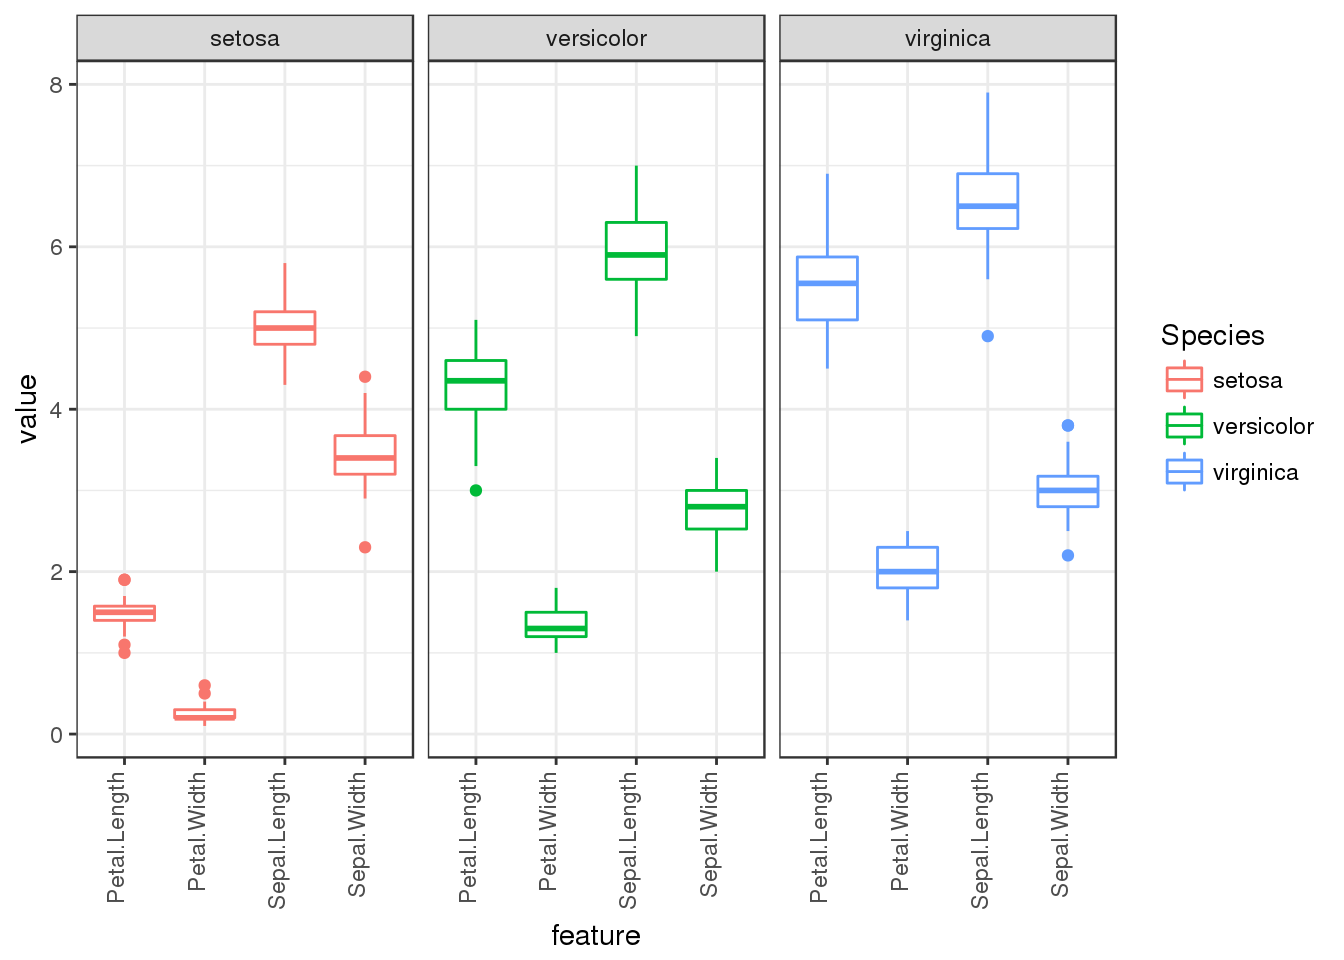 setosa
versicolor
virginica
8
6
4
2
0
value
Petal.Length
Petal.Width
Sepal.Length
Sepal.Width
Petal.Length
Petal.Width
Sepal.Length
Sepal.Width
Petal.Length
Petal.Width
Sepal.Length
Sepal.Width
feature
Species
setosa
versicolor
virginica